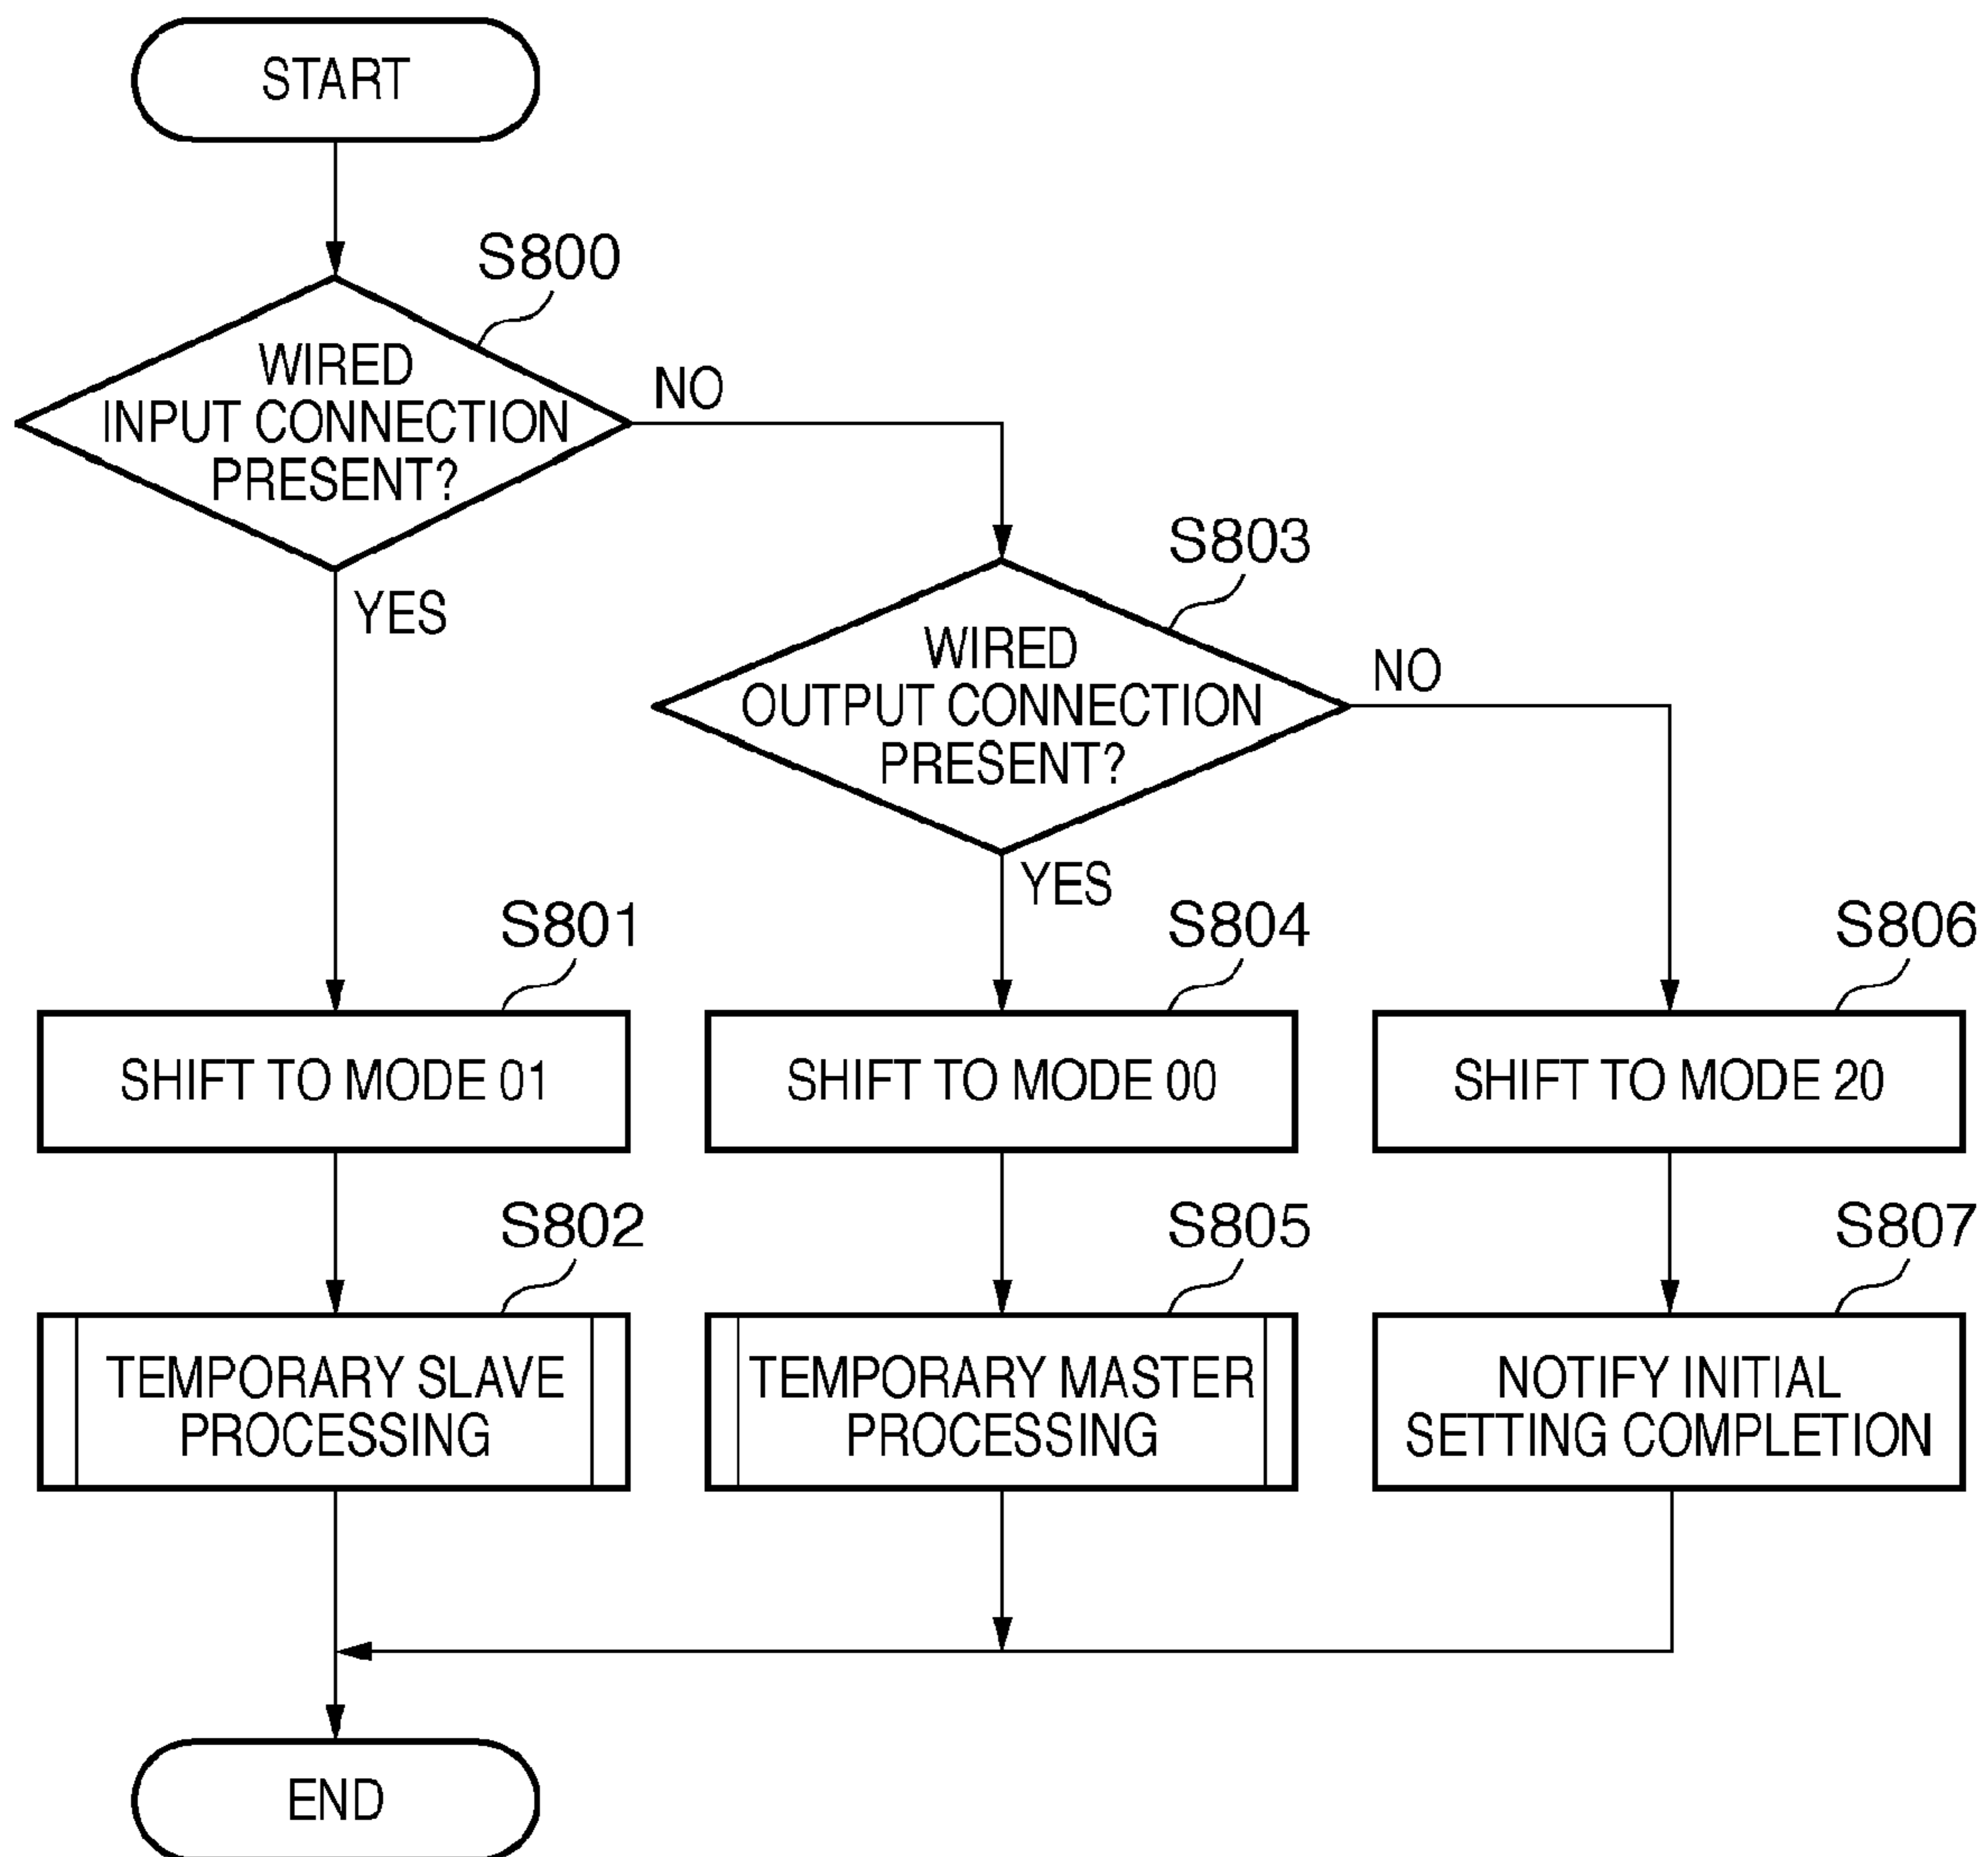 START
S800
WIRED
INPUT CONNECTION
PRESENT?
NO
YES
S803
WIRED
OUTPUT CONNECTION
PRESENT?
NO
YES
S801
SHIFT TO MODE 01
S804
SHIFT TO MODE 00
S806
SHIFT TO MODE 20
S802
TEMPORARY SLAVE
PROCESSING
S805
TEMPORARY MASTER
PROCESSING
S807
NOTIFY INITIAL
SETTING COMPLETION
END